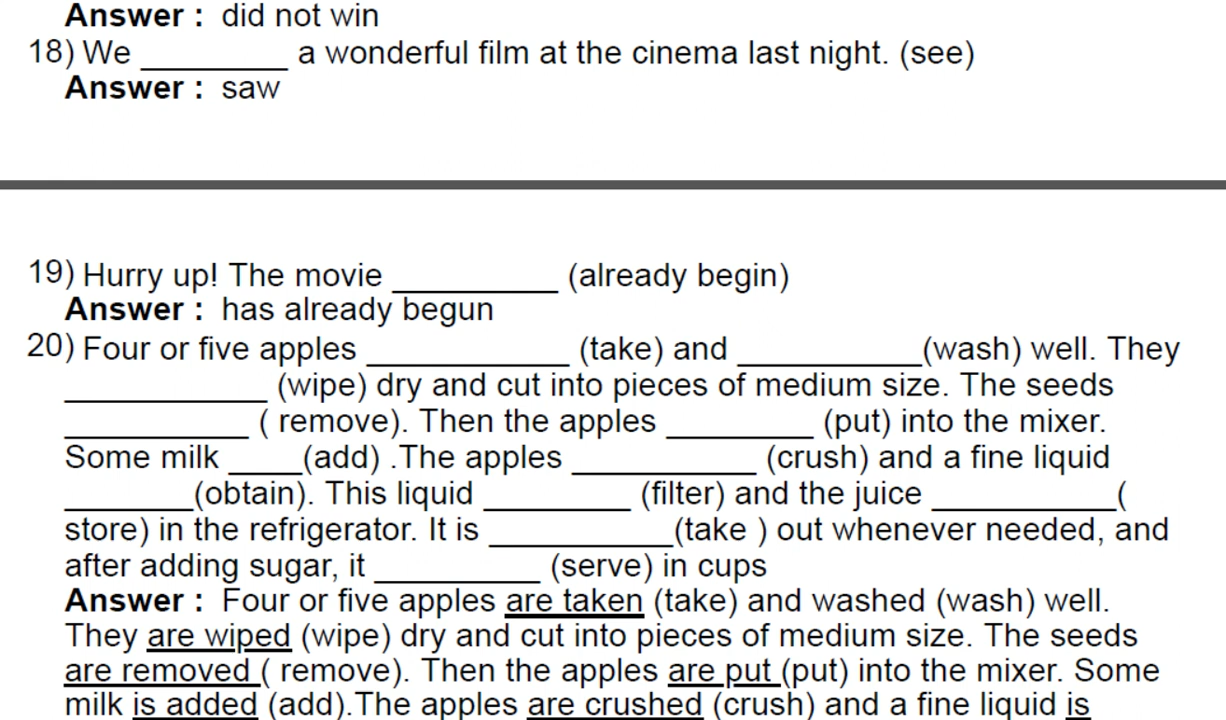 Answer : did not win
18) We ________ a wonderful film at the cinema last night. (see)
Answer : saw
19) Hurry up! The movie _________ (already begin)
Answer : has already begun
20) Four or five apples ___________ (take) and __________(wash) well. They
___________ (wipe) dry and cut into pieces of medium size. The seeds
__________ ( remove). Then the apples ________ (put) into the mixer.
Some milk ____(add) .The apples __________ (crush) and a fine liquid
_______(obtain). This liquid ________ (filter) and the juice __________(
store) in the refrigerator. It is __________(take ) out whenever needed, and
after adding sugar, it _________ (serve) in cups
Answer : Four or five apples are taken (take) and washed (wash) well.
They are wiped (wipe) dry and cut into pieces of medium size. The seeds
are removed ( remove). Then the apples are put (put) into the mixer. Some
milk is added (add).The apples are crushed (crush) and a fine liquid is